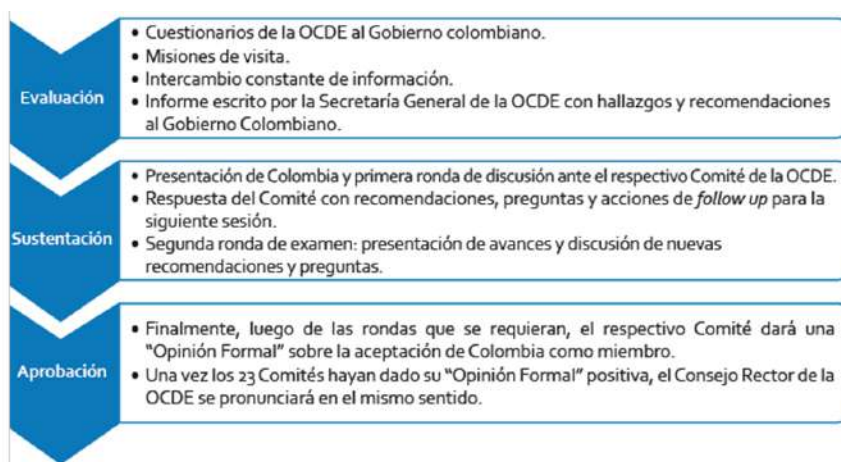 Evaluación
• Cuestionarios de la OCDE al Gobierno colombiano.
• Misiones de visita.
• Intercambio constante de información.
• Informe escrito por la Secretaría General de la OCDE con hallazgos y recomendaciones
al Gobierno Colombiano.
Sustentación
• Presentación de Colombia y primera ronda de discusión ante el respectivo Comité de la OCDE.
• Respuesta del Comité con recomendaciones, preguntas y acciones de follow up para la
siguiente sesión.
• Segunda ronda de examen: presentación de avances y discusión de nuevas
recomendaciones y preguntas.
Aprobación
• Finalmente, luego de las rondas que se requieran, el respectivo Comité dará una
“Opinión Formal” sobre la aceptación de Colombia como miembro.
• Una vez los 23 Comités hayan dado su “Opinión Formal” positiva, el Consejo Rector de la
OCDE se pronunciará en el mismo sentido.